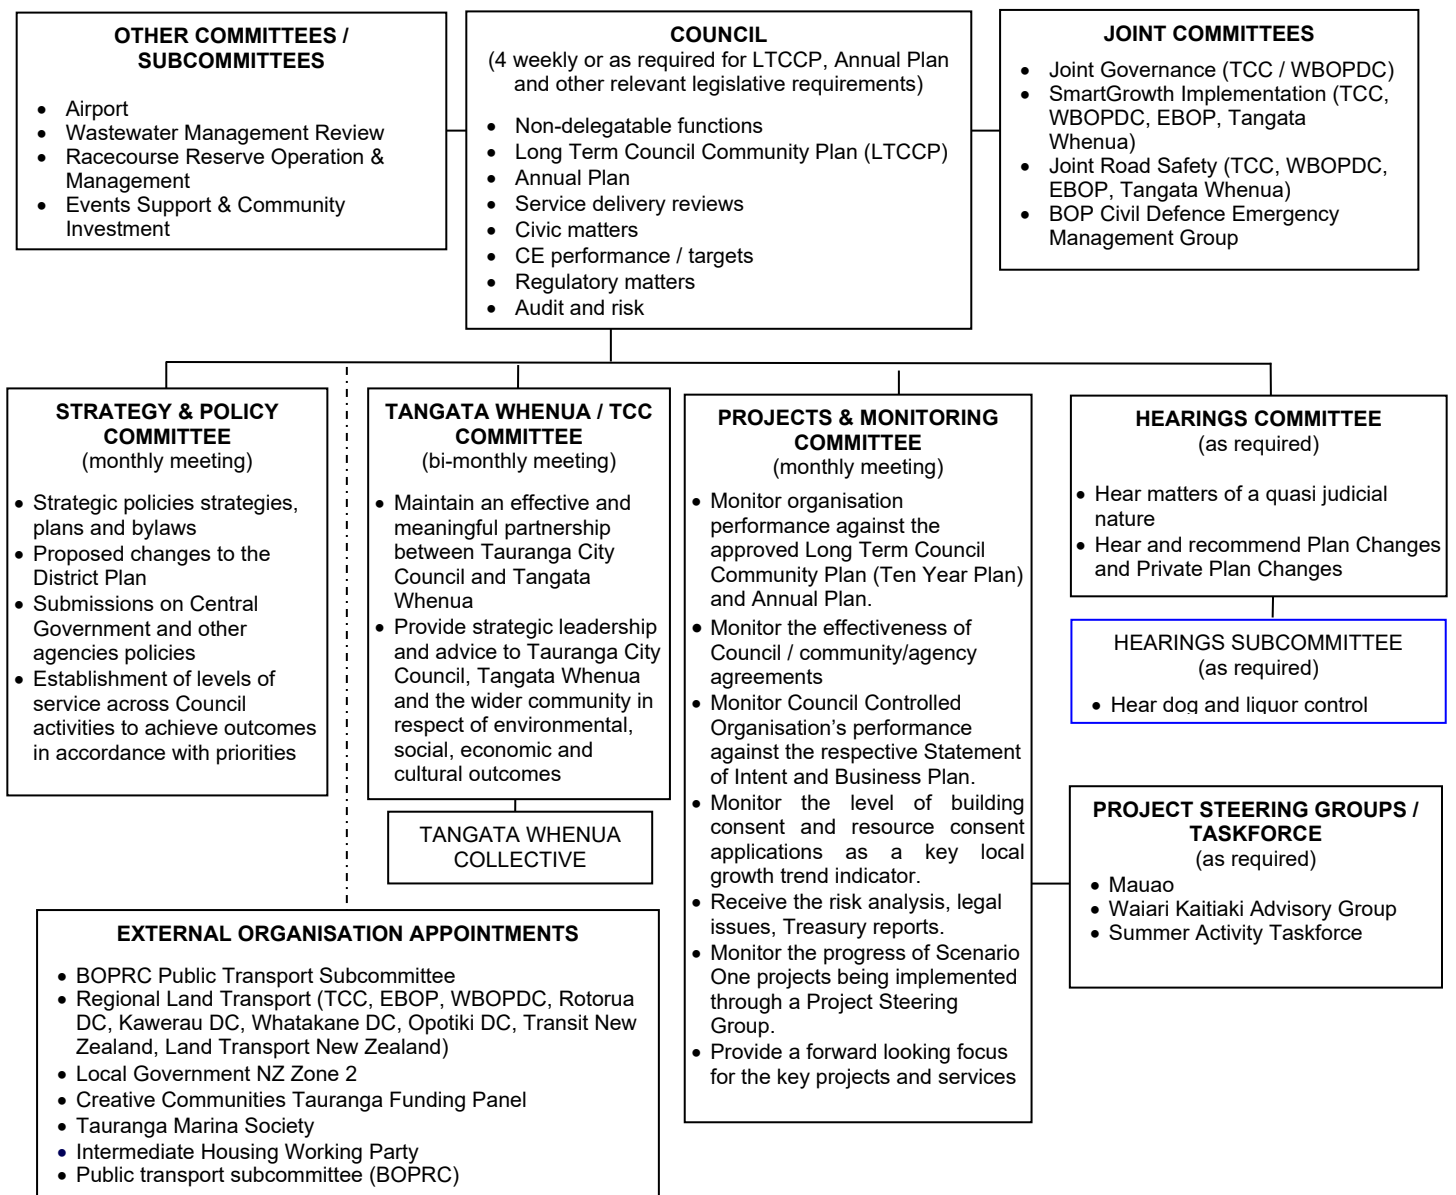 OTHER COMMITTEES /
SUBCOMMITTEES
• Airport
• Wastewater Management Review
• Racecourse Reserve Operation &
Management
• Events Support & Community
Investment
COUNCIL
(4 weekly or as required for LTCCP, Annual Plan
and other relevant legislative requirements)
• Non-delegatable functions
• Long Term Council Community Plan (LTCCP)
• Annual Plan
• Service delivery reviews
• Civic matters
• CE performance / targets
• Regulatory matters
• Audit and risk
JOINT COMMITTEES
• Joint Governance (TCC / WBOPDC)
• SmartGrowth Implementation (TCC,
WBOPDC, EBOP, Tangata
Whenua)
• Joint Road Safety (TCC, WBOPDC,
EBOP, Tangata Whenua)
• BOP Civil Defence Emergency
Management Group
STRATEGY & POLICY
COMMITTEE
(monthly meeting)
• Strategic policies strategies,
plans and bylaws
• Proposed changes to the
District Plan
• Submissions on Central
Government and other
agencies policies
• Establishment of levels of
service across Council
activities to achieve outcomes
in accordance with priorities
TANGATA WHENUA / TCC
COMMITTEE
(bi-monthly meeting)
• Maintain an effective and
meaningful partnership
between Tauranga City
Council and Tangata
Whenua
• Provide strategic leadership
and advice to Tauranga City
Council, Tangata Whenua
and the wider community in
respect of environmental,
social, economic and
cultural outcomes
TANGATA WHENUA
COLLECTIVE
PROJECTS & MONITORING
COMMITTEE
(monthly meeting)
• Monitor organisation
performance against the
approved Long Term Council
Community Plan (Ten Year Plan)
and Annual Plan.
• Monitor the effectiveness of
Council / community/agency
agreements
• Monitor Council Controlled
Organisation's performance
against the respective Statement
of Intent and Business Plan.
• Monitor the level of building
consent and resource consent
applications as a key local
growth trend indicator.
• Receive the risk analysis, legal
issues, Treasury reports.
• Monitor the progress of Scenario
One projects being implemented
through a Project Steering
Group.
• Provide a forward looking focus
for the key projects and services
HEARINGS COMMITTEE
(as required)
• Hear matters of a quasi judicial
nature
• Hear and recommend Plan Changes
and Private Plan Changes
HEARINGS SUBCOMMITTEE
(as required)
• Hear dog and liquor control
PROJECT STEERING GROUPS /
TASKFORCE
(as required)
• Mauao
• Waiari Kaitiaki Advisory Group
• Summer Activity Taskforce
EXTERNAL ORGANISATION APPOINTMENTS
• BOPRC Public Transport Subcommittee
• Regional Land Transport (TCC, EBOP, WBOPDC, Rotorua
DC, Kawerau DC, Whatakane DC, Opotiki DC, Transit New
Zealand, Land Transport New Zealand)
• Local Government NZ Zone 2
• Creative Communities Tauranga Funding Panel
• Tauranga Marina Society
• Intermediate Housing Working Party
• Public transport subcommittee (BOPRC)